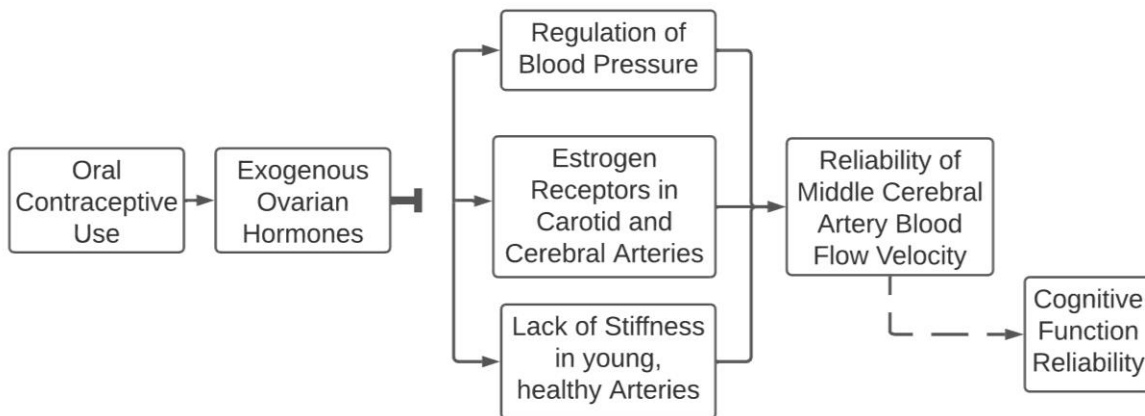 Oral
Contraceptive
Use
Exogenous
Ovarian
Hormones
Regulation of
Blood Pressure
Estrogen
Receptors in
Carotid and
Cerebral Arteries
Lack of Stiffness
in young,
healthy Arteries
Reliability of
Middle Cerebral
Artery Blood
Flow Velocity
Cognitive
Function
Reliability